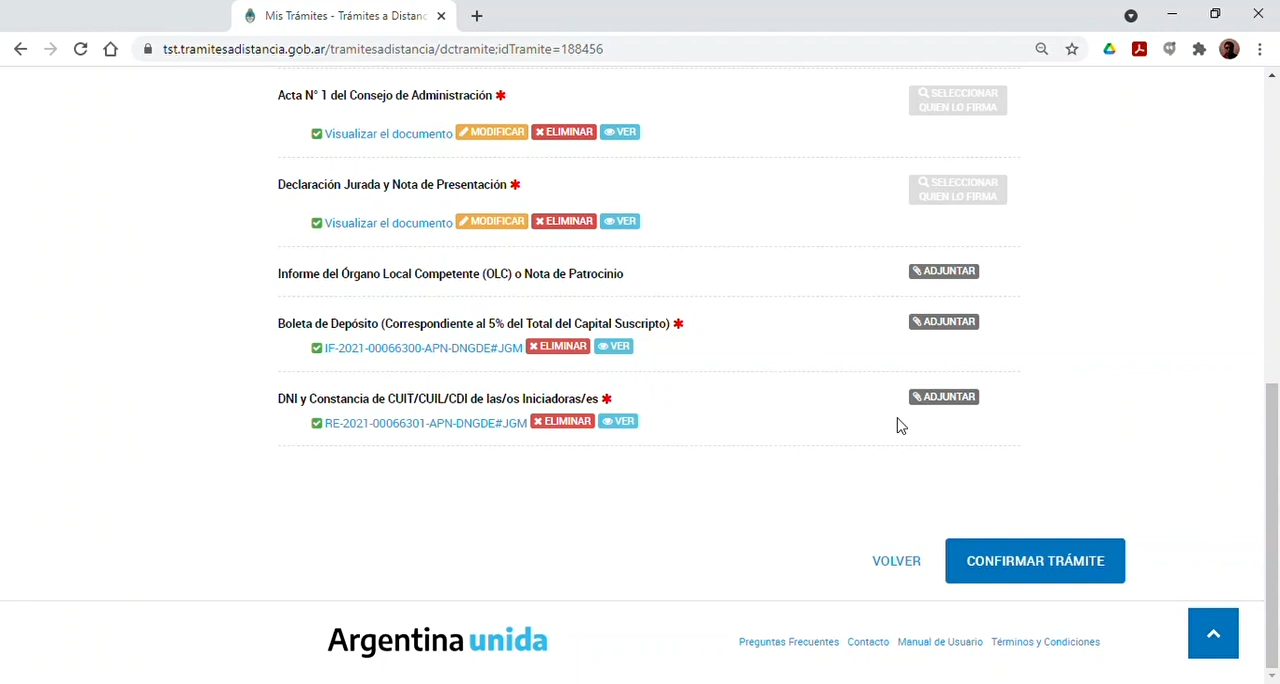 Mis Trámites - Trámites a Distanc
tst.tramitesadistancia.gob.ar/tramitesadistancia/dctramite;idTramite=188456
Acta N° 1 del Consejo de Administración *
SELECCIONAR
QUIEN LO FIRMA
Visualizar el documento MODIFICAR ELIMINAR VER
Declaración Jurada y Nota de Presentación *
SELECCIONAR
QUIEN LO FIRMA
Visualizar el documento MODIFICAR ELIMINAR VER
Informe del Órgano Local Competente (OLC) o Nota de Patrocinio ADJUNTAR
Boleta de Depósito (Correspondiente al 5% del Total del Capital Suscripto) * ADJUNTAR
IF-2021-00066300-APN-DNGDE#JGM ELIMINAR VER
DNI y Constancia de CUIT/CUIL/CDI de las/os Iniciadoras/es * ADJUNTAR
RE-2021-00066301-APN-DNGDE#JGM ELIMINAR VER
VOLVER CONFIRMAR TRÁMITE
Argentina unida
Preguntas Frecuentes Contacto Manual de Usuario Términos y Condiciones